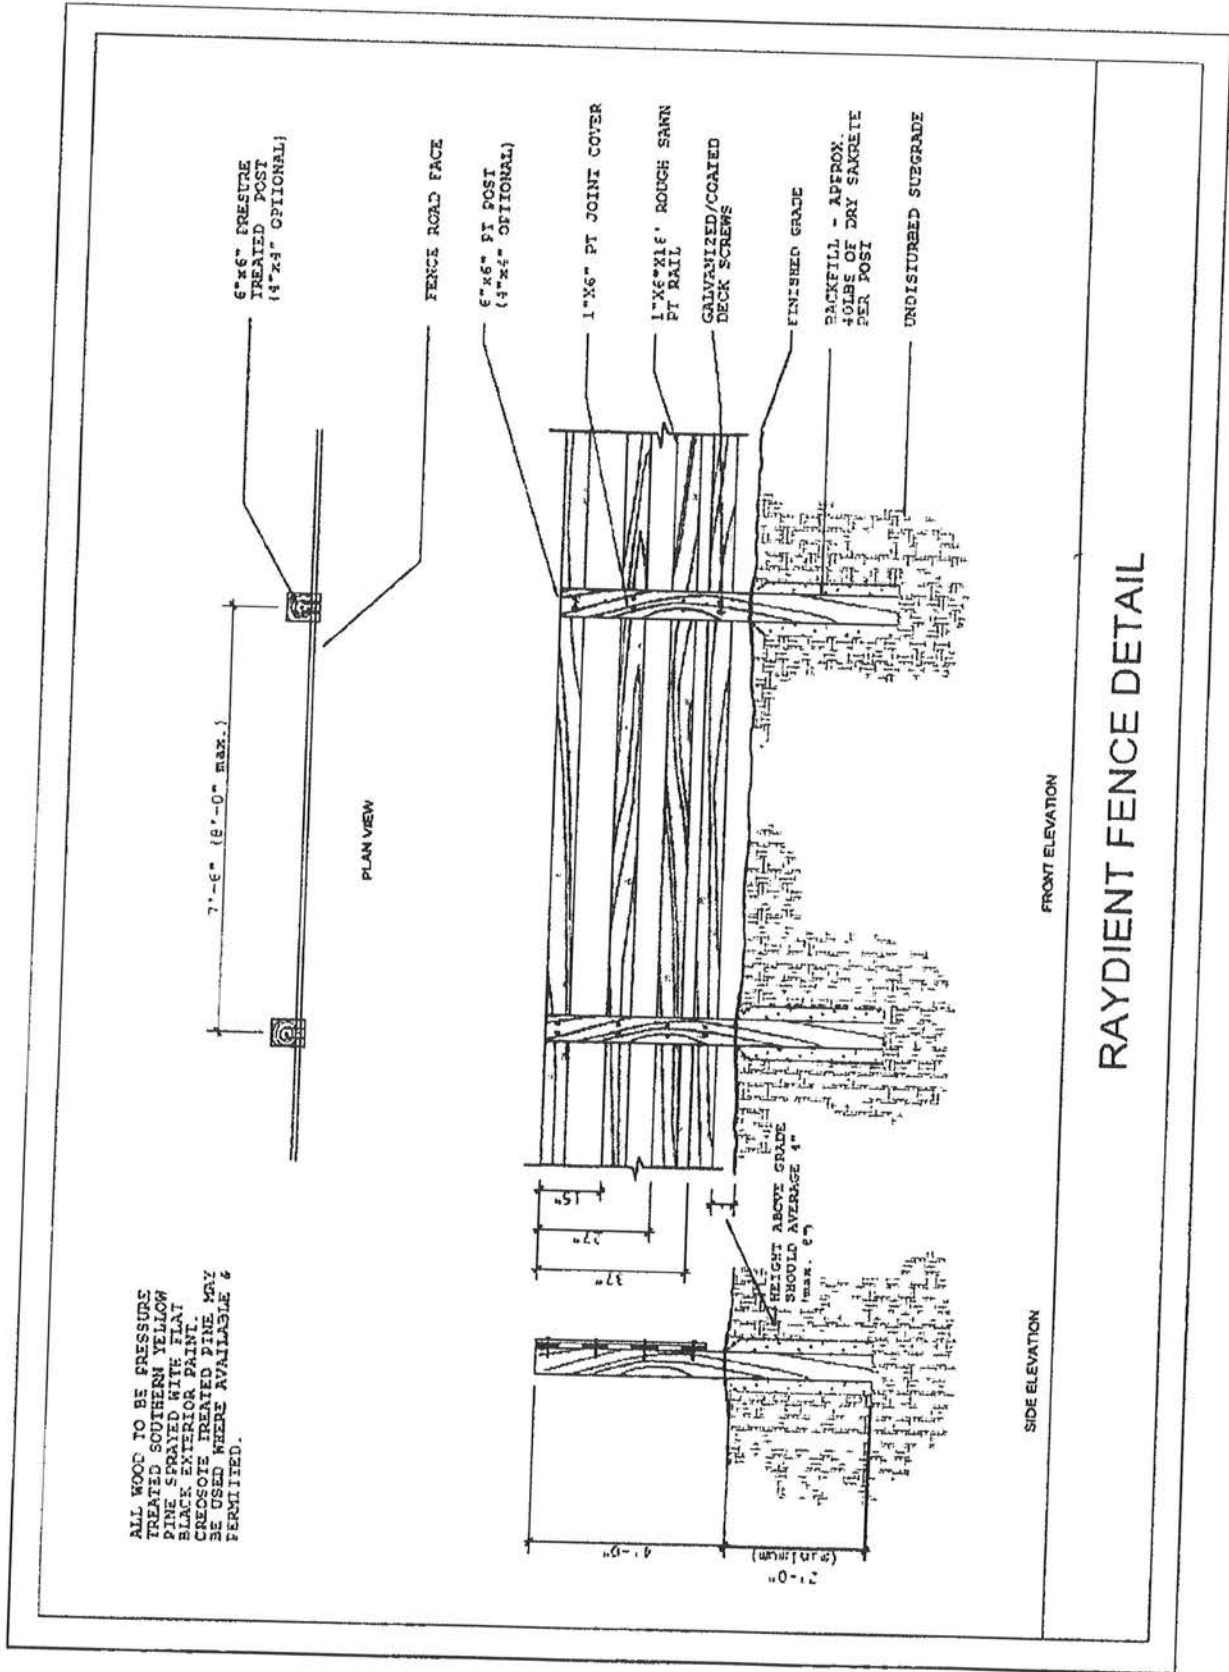 ALL WOOD TO BE PRESSURE
TREATED SOUTHERN YELLOW
PINE SPRAYED WITH FLAT
BLACK EXTERIOR PAINT.
CREOSOTE TREATED PINE MAY
BE USED WHERE AVAILABLE &
PERMITTED.
7'-6" (8'-0" max.)
6"x6" PRESURE
TREATED POST
(4"x4" OPTIONAL)
FENCE ROAD FACE
PLAN VIEW
6"x6" PT POST
(4"x4" OPTIONAL)
1"X6" PT JOINT COVER
1"X6"X16' ROUGH SAWN
PT RAIL
GALVANIZED/COATED
DECK SCREWS
FINISHED GRADE
BACKFILL - APPROX.
40LBS OF DRY SAKRETE
PER POST
UNDISTURBED SUBGRADE
15"
27"
37"
HEIGHT ABOVE GRADE
SHOULD AVERAGE 4"
(max. 6")
4'-0"
2'-0"
(minimum)
SIDE ELEVATION
FRONT ELEVATION
RAYDIENT FENCE DETAIL